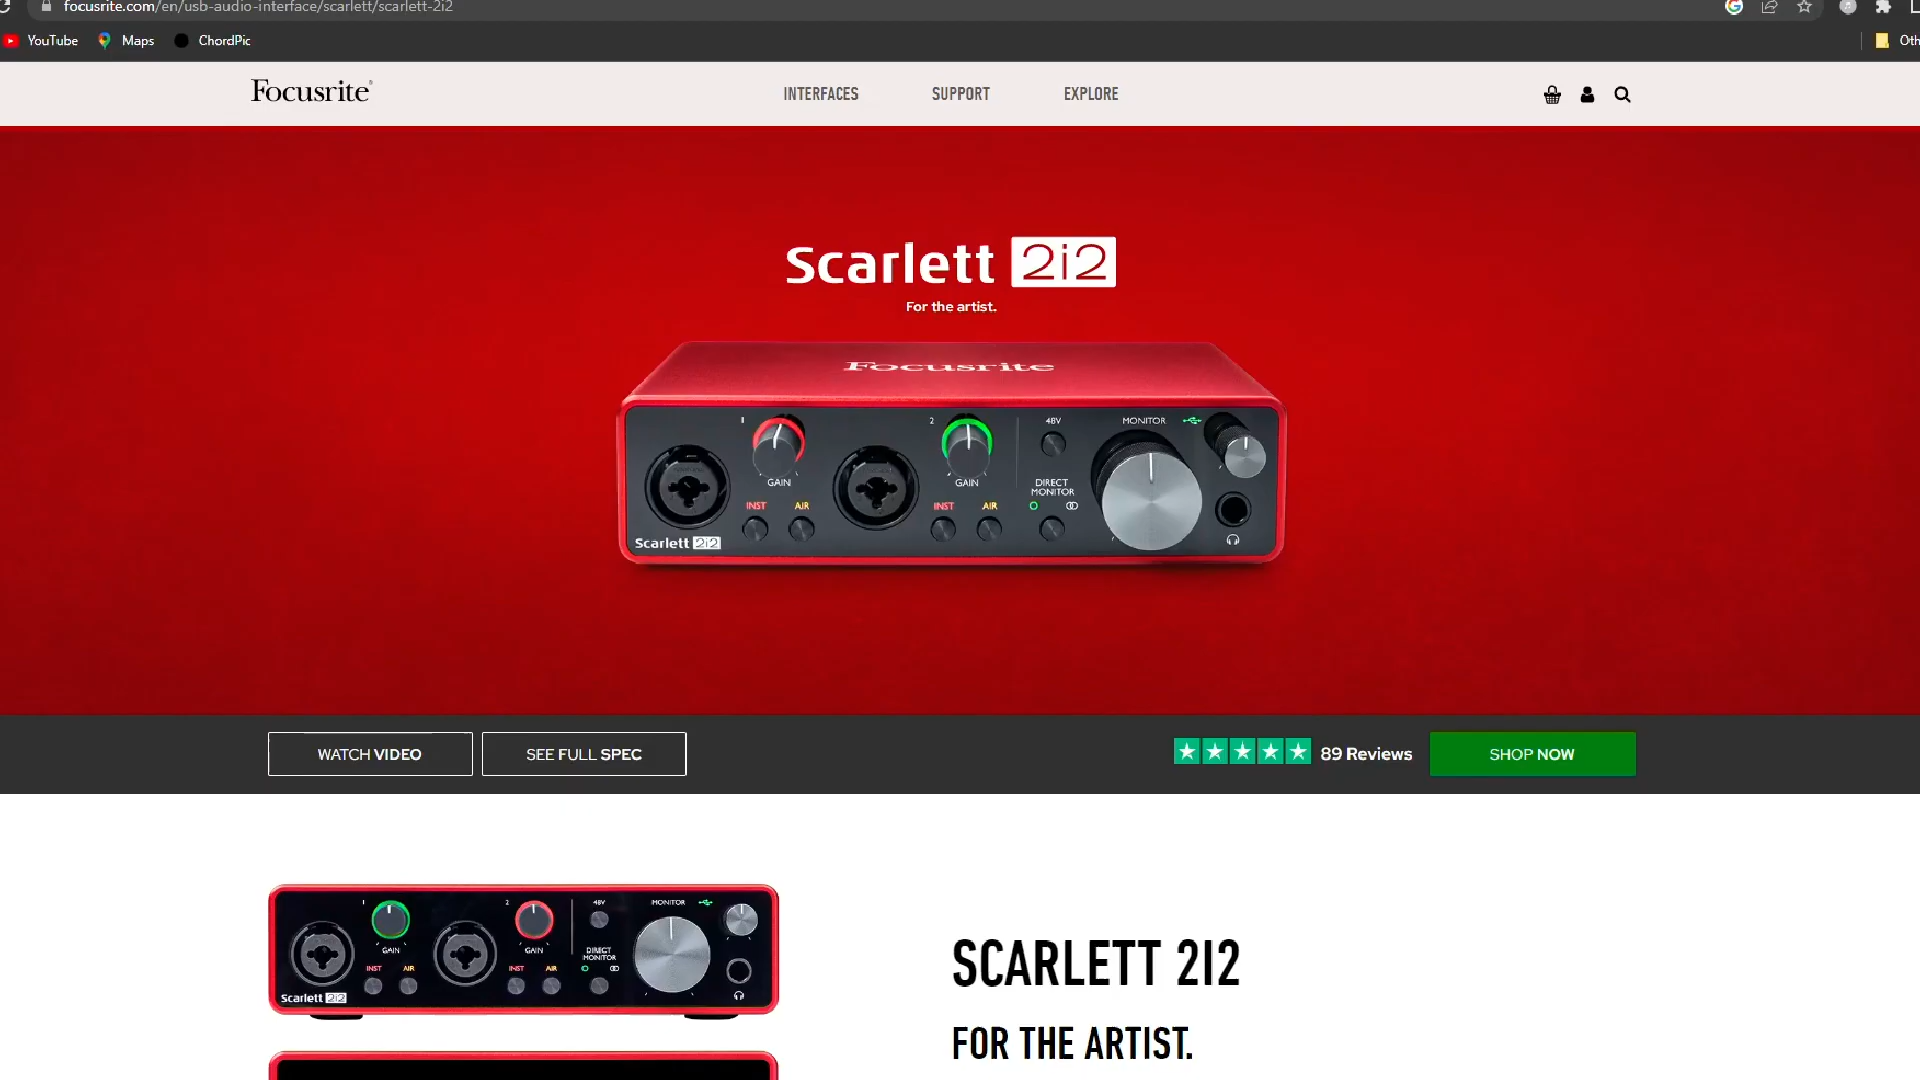 focusrite.com/en/usb-audio-interface/scarlett/scarlett-2i2
YouTube Maps ChordPic
Focusrite
INTERFACES SUPPORT EXPLORE
Scarlett 2i2
For the artist.
Focusrite
1 2 48V MONITOR
GAIN GAIN DIRECT
MONITOR
INST AIR INST AIR
Scarlett 2i2
WATCH VIDEO SEE FULL SPEC 89 Reviews SHOP NOW
1 2 48V MONITOR
GAIN GAIN DIRECT
MONITOR
INST AIR INST AIR
Scarlett 2i2
SCARLETT 2I2
FOR THE ARTIST.